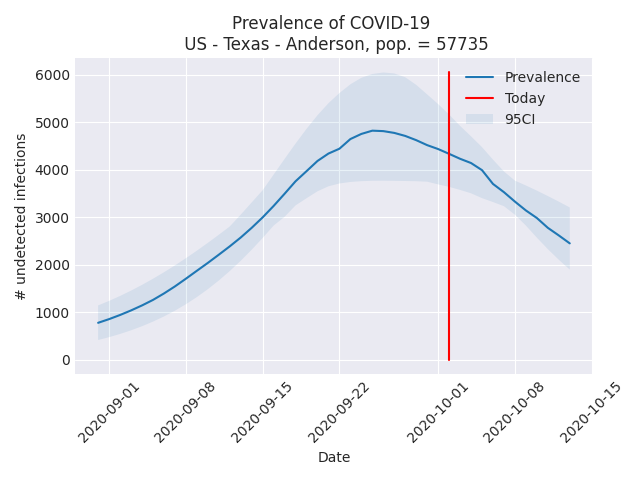 Prevalence of COVID-19
US - Texas - Anderson, pop. = 57735
Prevalence
Today
95CI
6000
5000
4000
3000
2000
1000
0
# undetected infections
2020-09-01
2020-09-08
2020-09-15
2020-09-22
2020-10-01
2020-10-08
2020-10-15
Date